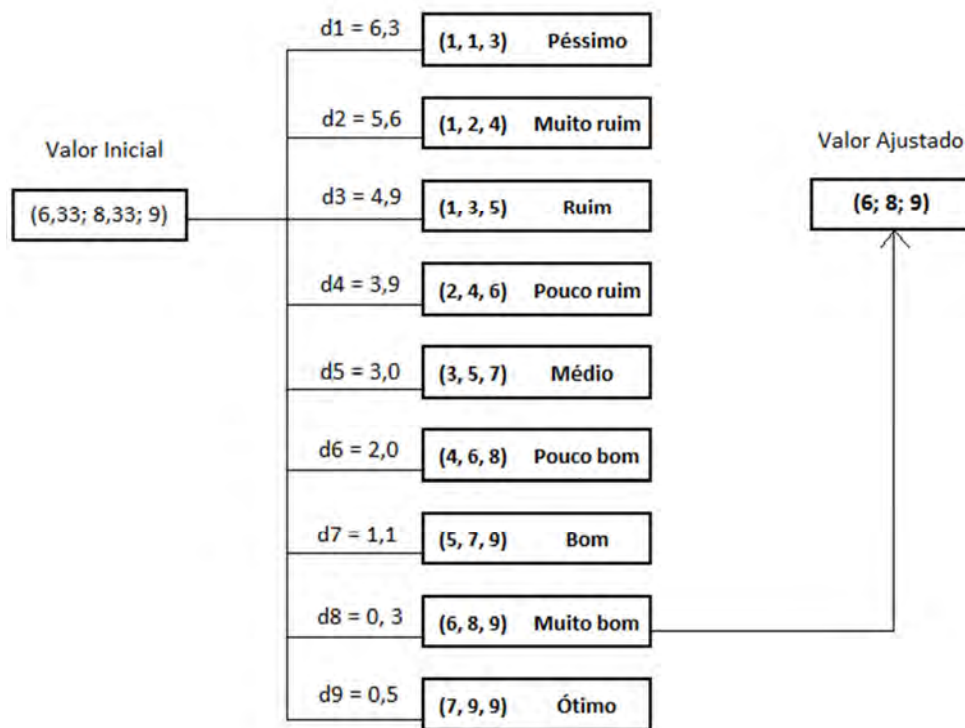 d1 = 6,3
(1, 1, 3) Péssimo
d2 = 5,6
(1, 2, 4) Muito ruim
Valor Inicial
Valor Ajustado
(6,33; 8,33; 9)
d3 = 4,9
(1, 3, 5) Ruim
(6; 8; 9)
d4 = 3,9
(2, 4, 6) Pouco ruim
d5 = 3,0
(3, 5, 7) Médio
d6 = 2,0
(4, 6, 8) Pouco bom
d7 = 1,1
(5, 7, 9) Bom
d8 = 0, 3
(6, 8, 9) Muito bom
d9 = 0,5
(7, 9, 9) Ótimo